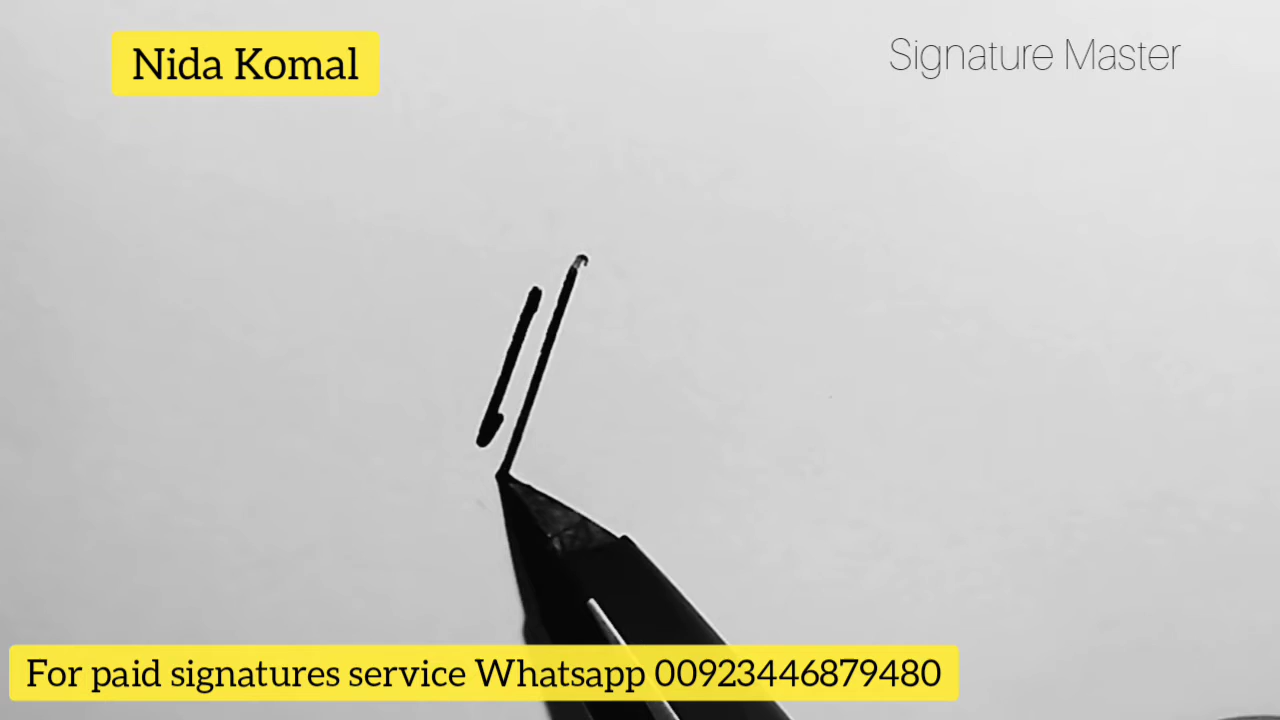 Nida Komal
Signature Master
For paid signatures service Whatsapp 00923446879480